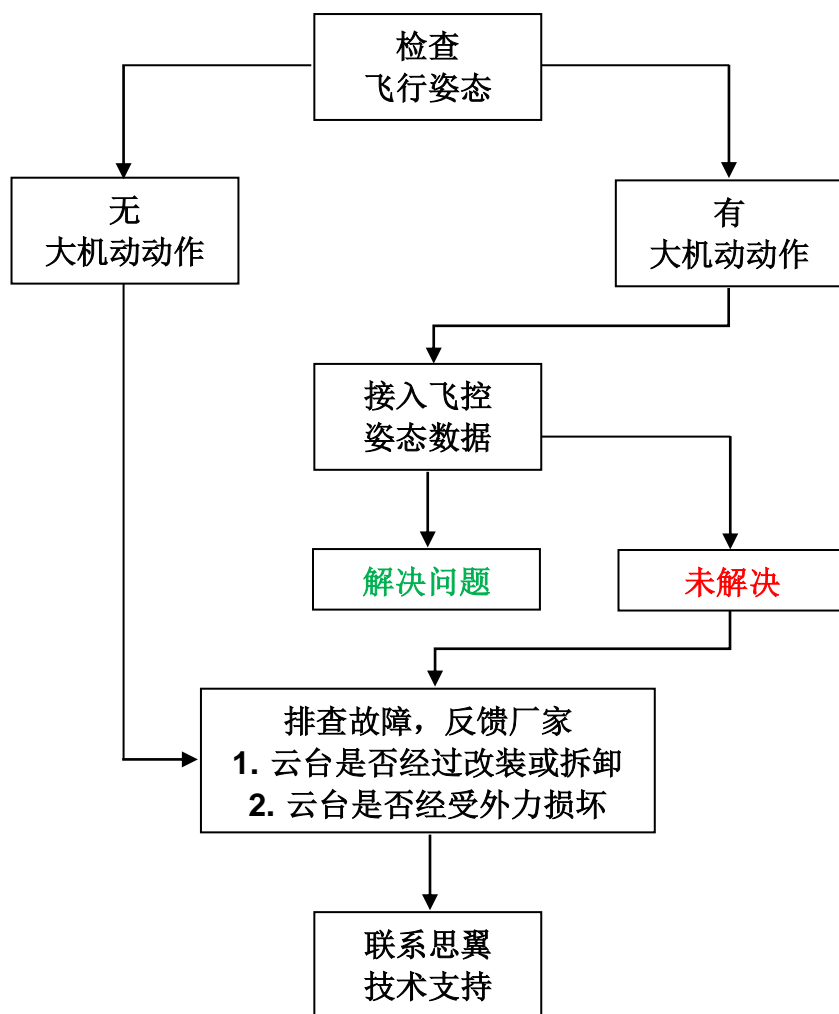 检查
飞行姿态
无
大机动动作
有
大机动动作
接入飞控
姿态数据
解决问题
未解决
排查故障，反馈厂家
1. 云台是否经过改装或拆卸
2. 云台是否经受外力损坏
联系思翼
技术支持